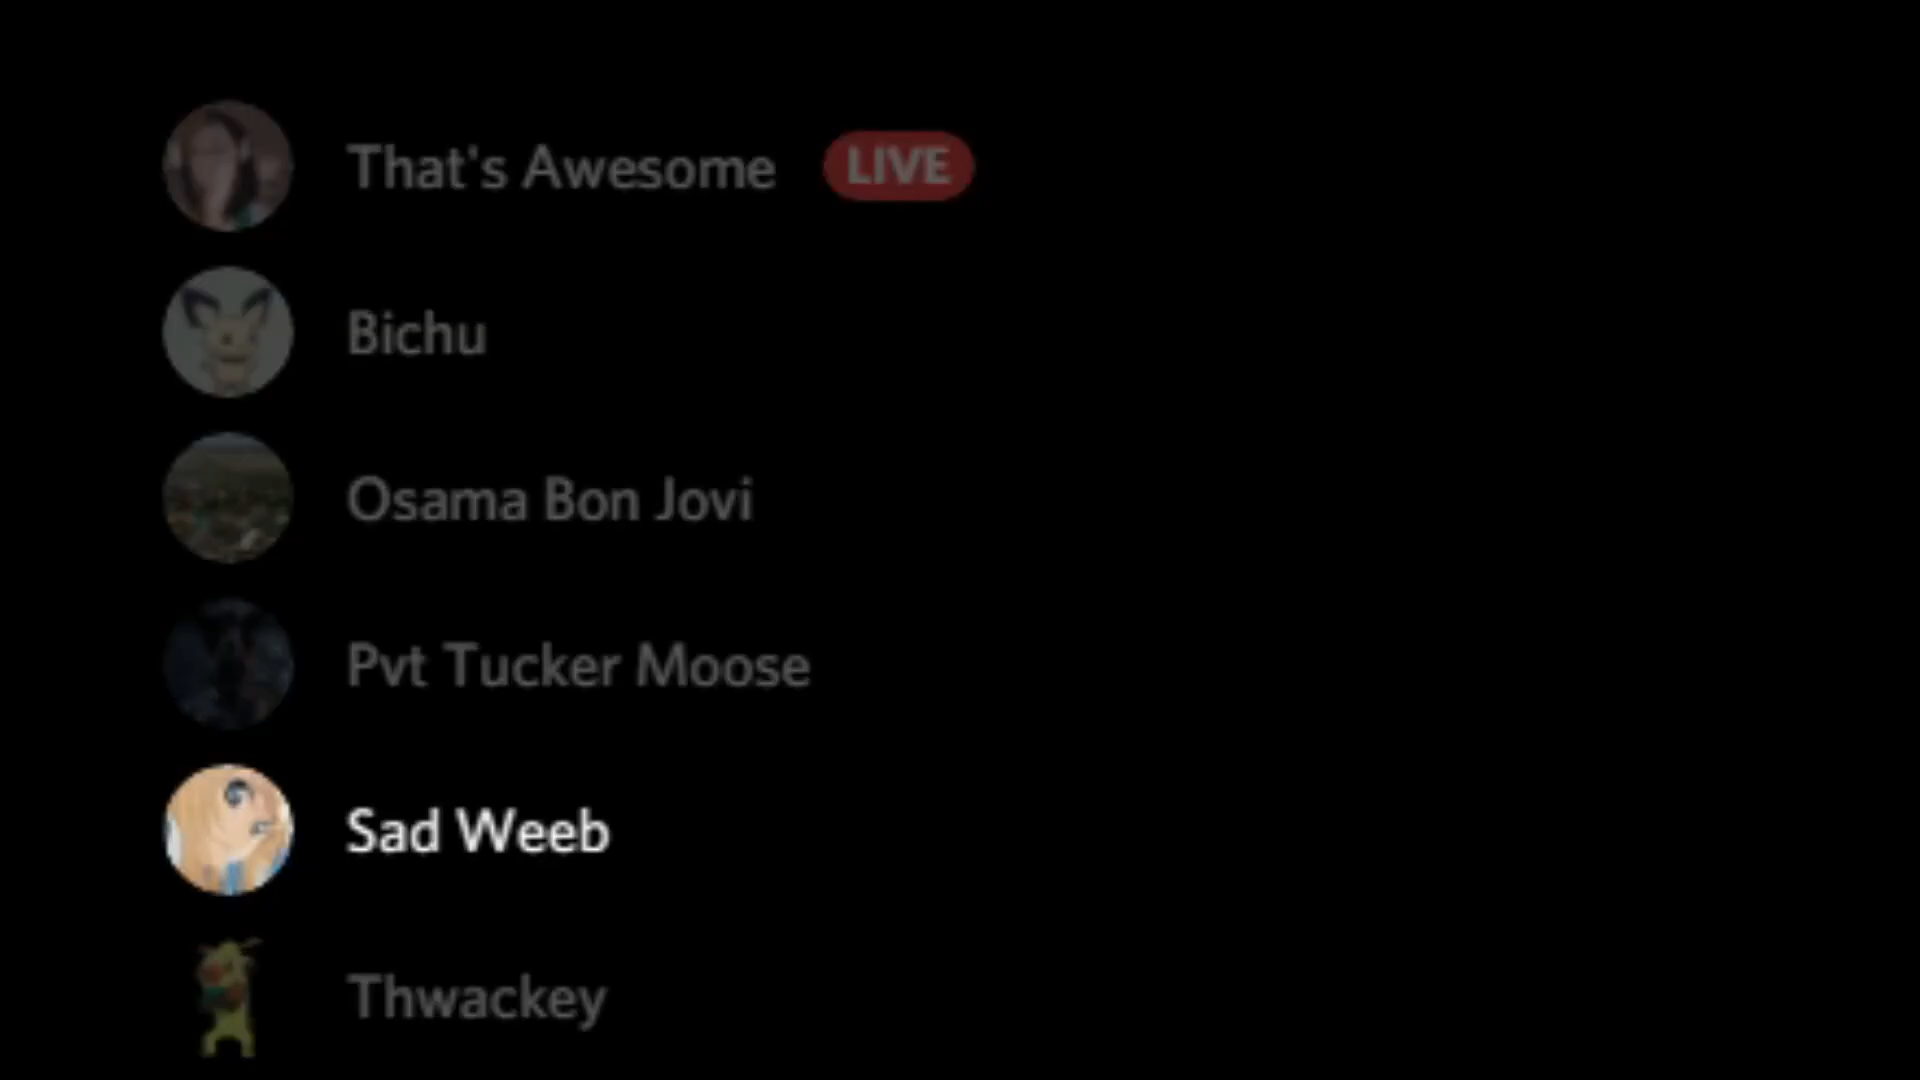 That's Awesome LIVE
Bichu
Osama Bon Jovi
Pvt Tucker Moose
Sad Weeb
Thwackey